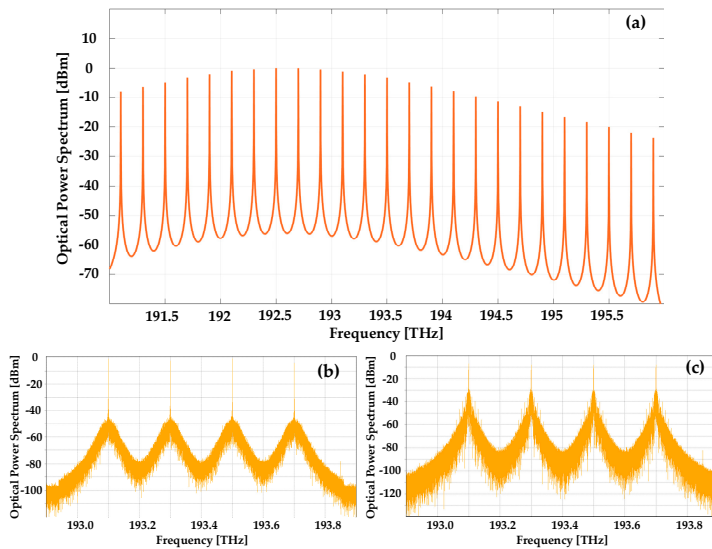 (a)
Optical Power Spectrum [dBm]
10
0
-10
-20
-30
-40
-50
-60
-70
191.5 192 192.5 193 193.5 194 194.5 195 195.5
Frequency [THz]
(b)
Optical Power Spectrum [dBm]
0
-20
-40
-60
-80
-100
193.0 193.2 193.4 193.6 193.8
Frequency [THz]
(c)
Optical Power Spectrum [dBm]
0
-20
-40
-60
-80
-100
-120
193.0 193.2 193.4 193.6 193.8
Frequency [THz]